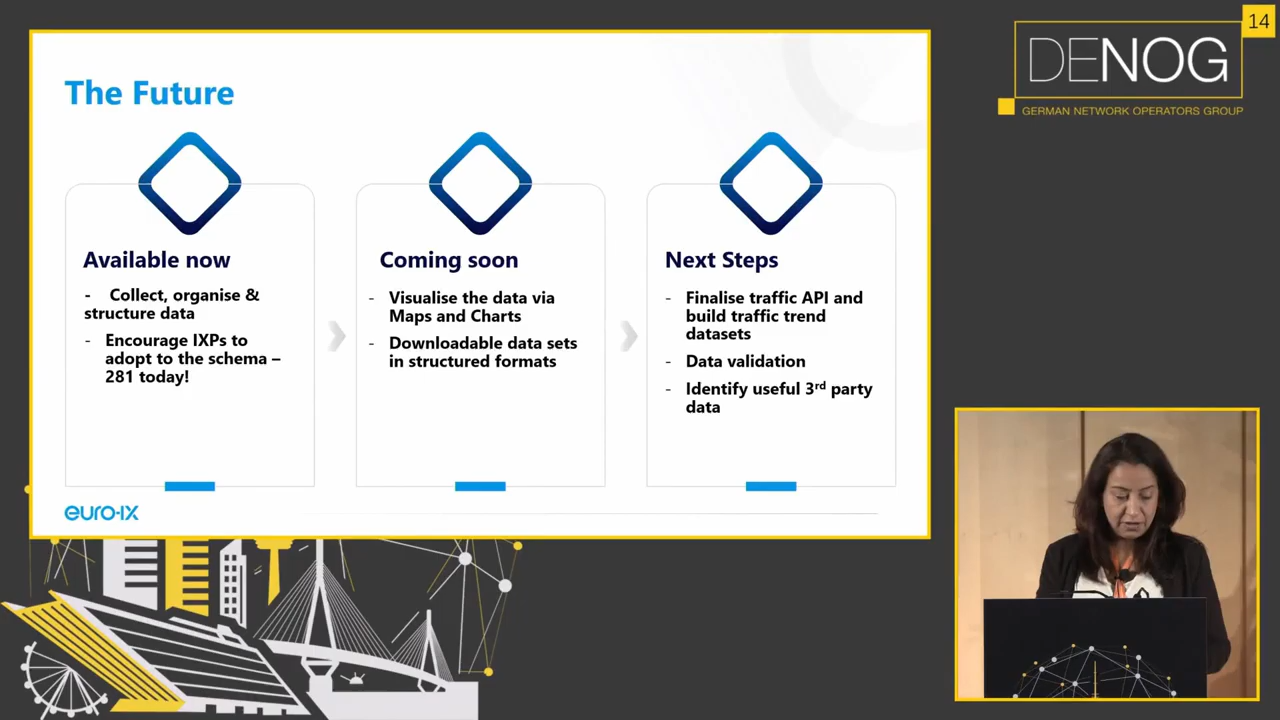 14
DENOG
GERMAN NETWORK OPERATORS GROUP
The Future
Available now
- Collect, organise &
structure data
- Encourage IXPs to
adopt to the schema –
281 today!
Coming soon
- Visualise the data via
Maps and Charts
- Downloadable data sets
in structured formats
Next Steps
- Finalise traffic API and
build traffic trend
datasets
- Data validation
- Identify useful 3rd party
data
euro-ix